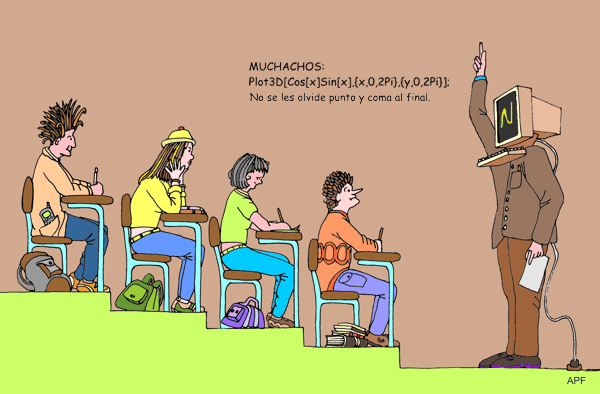 MUCHACHOS:
Plot3D[Cos[x]Sin[x],{x,0,2Pi},{y,0,2Pi}];
No se les olvide punto y coma al final.
N
APF